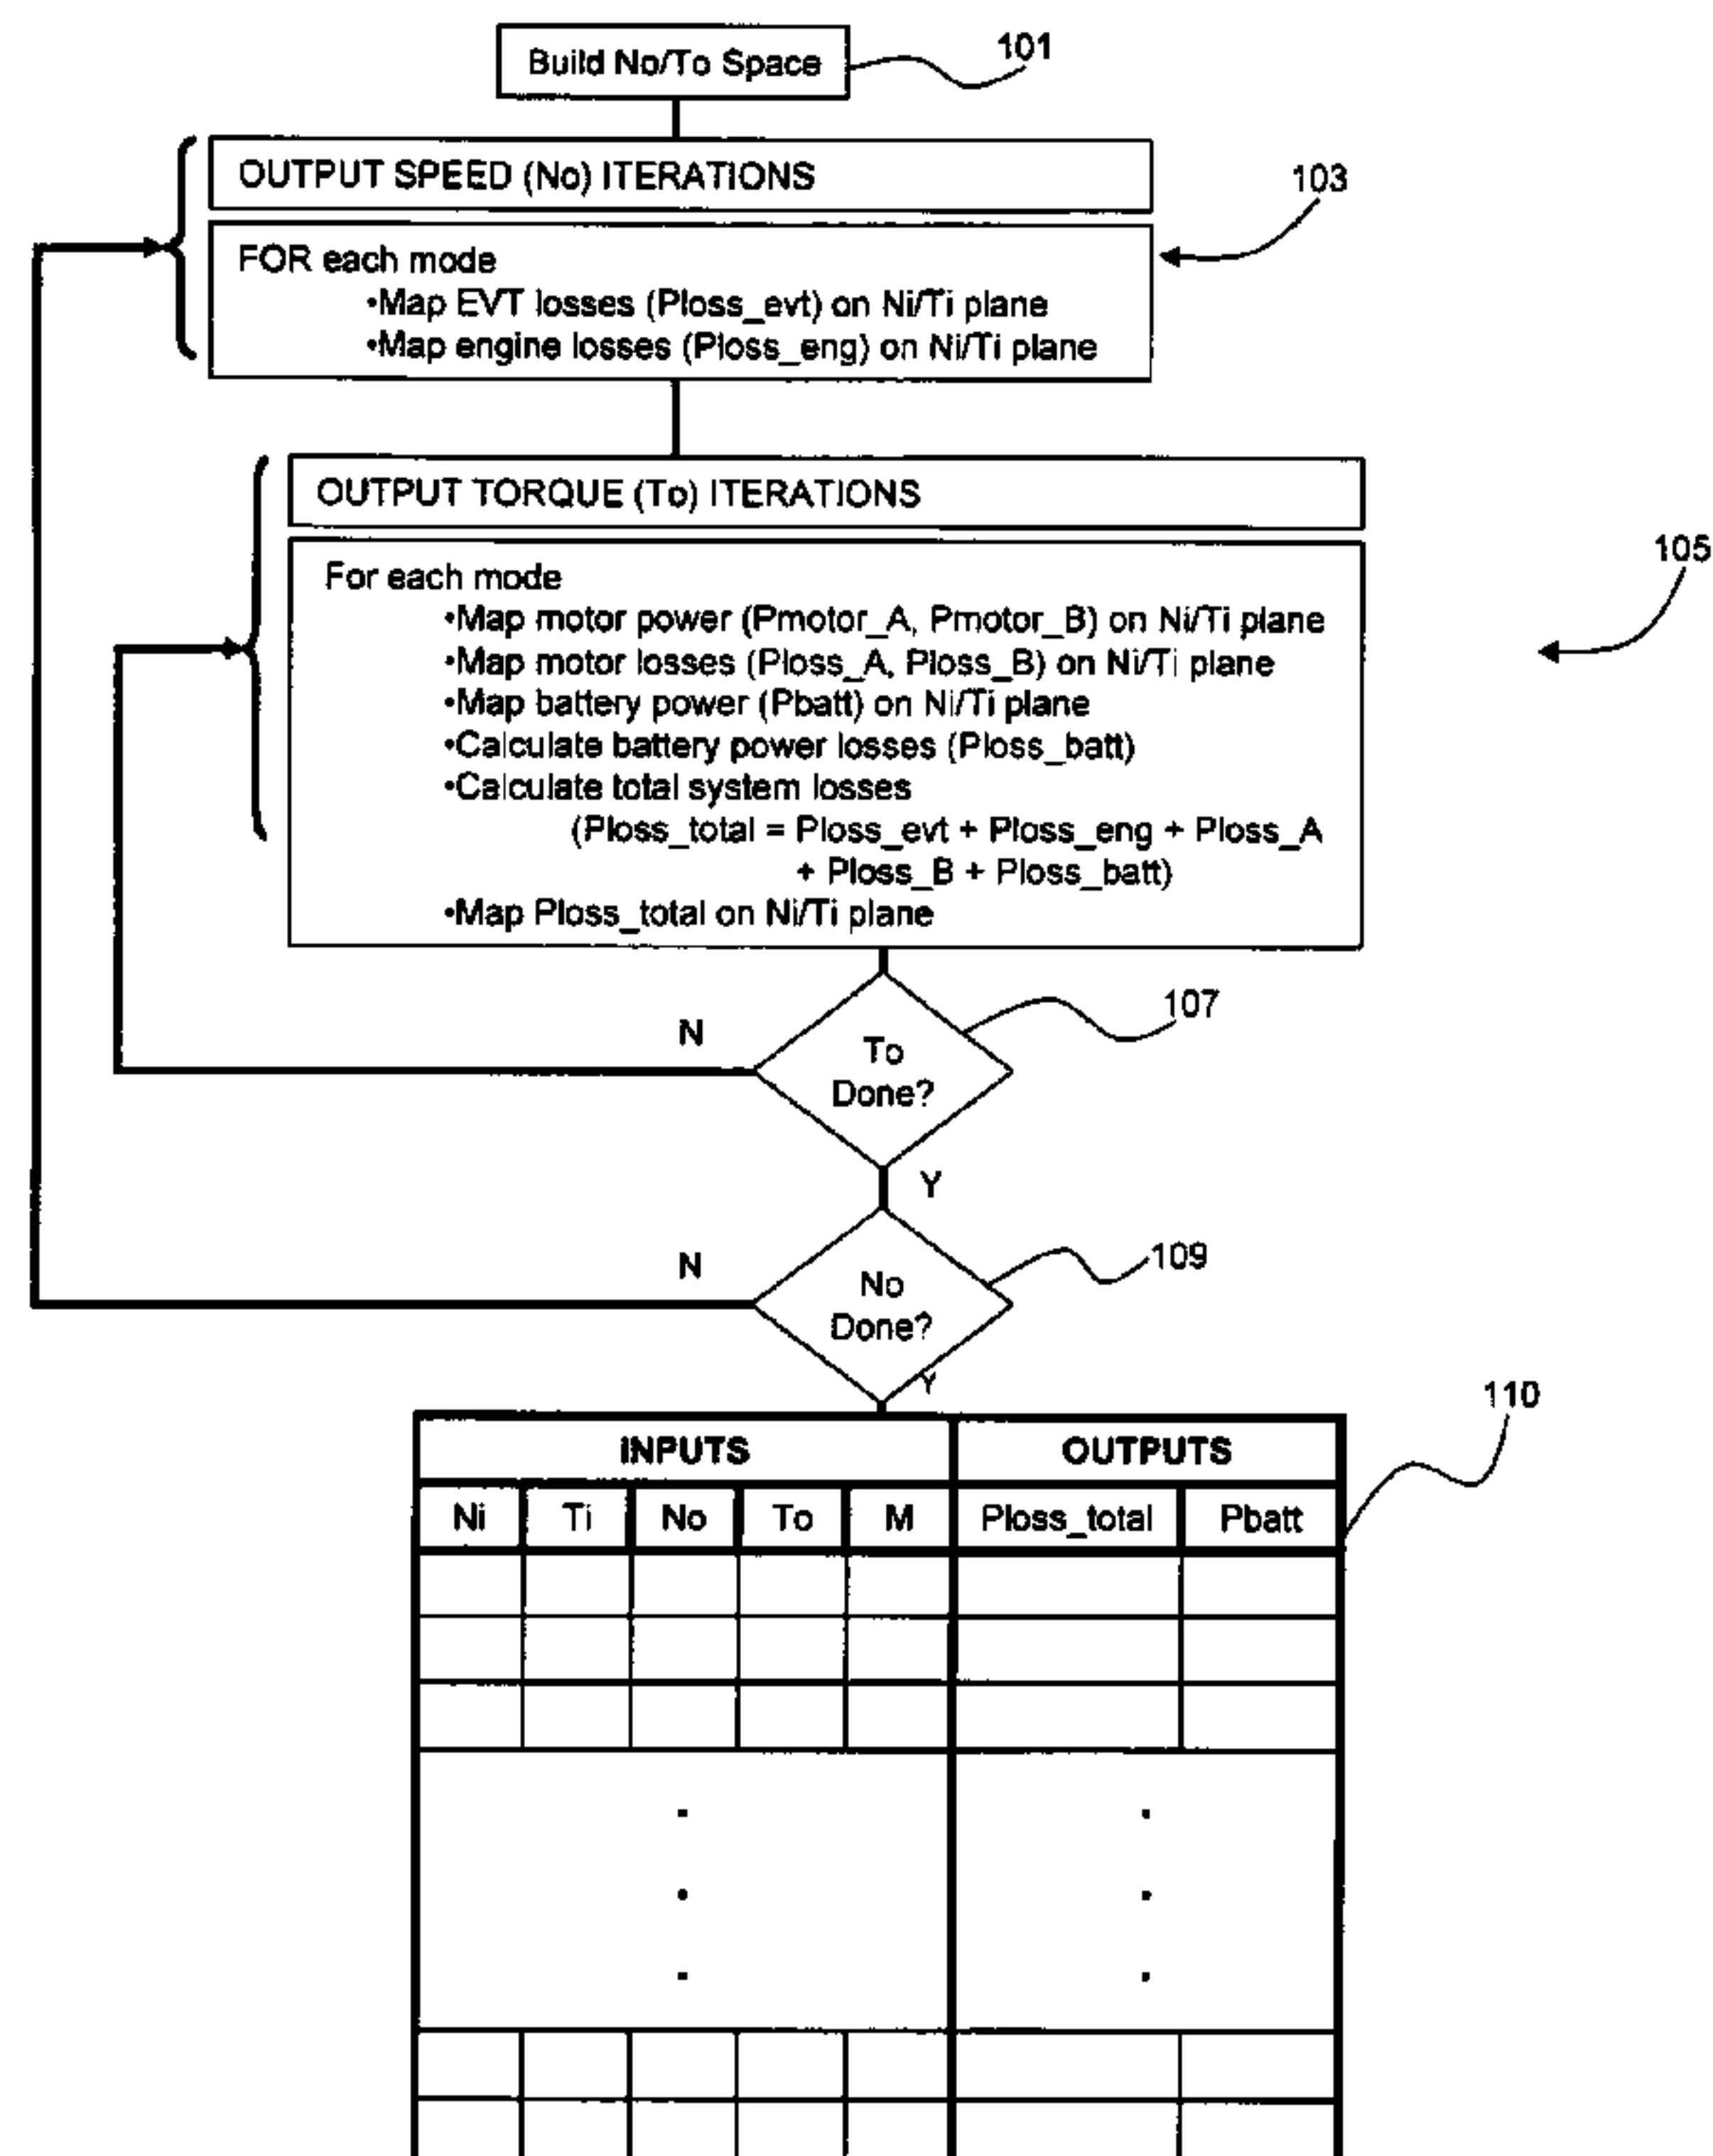 Build No/To Space
101
OUTPUT SPEED (No) ITERATIONS
103
FOR each mode
•Map EVT losses (Ploss_evt) on Ni/Ti plane
•Map engine losses (Ploss_eng) on Ni/Ti plane
OUTPUT TORQUE (To) ITERATIONS
105
For each mode
•Map motor power (Pmotor_A, Pmotor_B) on Ni/Ti plane
•Map motor losses (Ploss_A, Ploss_B) on Ni/Ti plane
•Map battery power (Pbatt) on Ni/Ti plane
•Calculate battery power losses (Ploss_batt)
•Calculate total system losses
(Ploss_total = Ploss_evt + Ploss_eng + Ploss_A
+ Ploss_B + Ploss_batt)
•Map Ploss_total on Ni/Ti plane
107
N
To
Done?
Y
109
N
No
Done?
Y
110
INPUTS OUTPUTS
Ni Ti No To M Ploss_total Pbatt